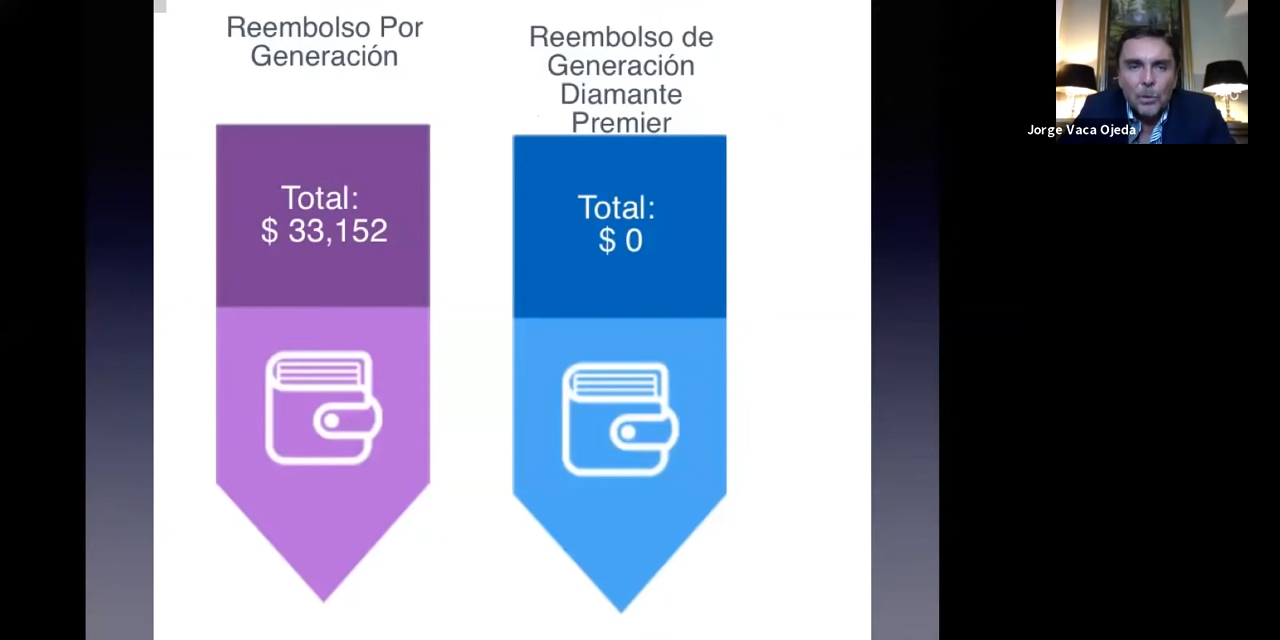 Reembolso Por
Generación
Total:
$ 33,152
Reembolso de
Generación
Diamante
Premier
Total:
$ 0
Jorge Vaca Ojeda